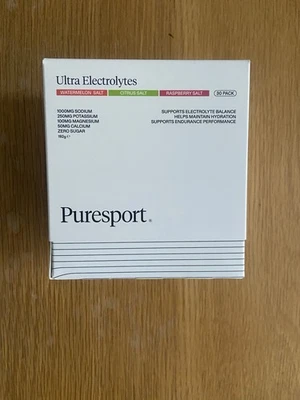 Ultra Electrolytes
WATERMELON SALT CITRUS SALT RASPBERRY SALT 30 PACK
1000MG SODIUM
250MG POTASSIUM
100MG MAGNESIUM
50MG CALCIUM
ZERO SUGAR
SUPPORTS ELECTROLYTE BALANCE
HELPS MAINTAIN HYDRATION
SUPPORTS ENDURANCE PERFORMANCE
Puresport